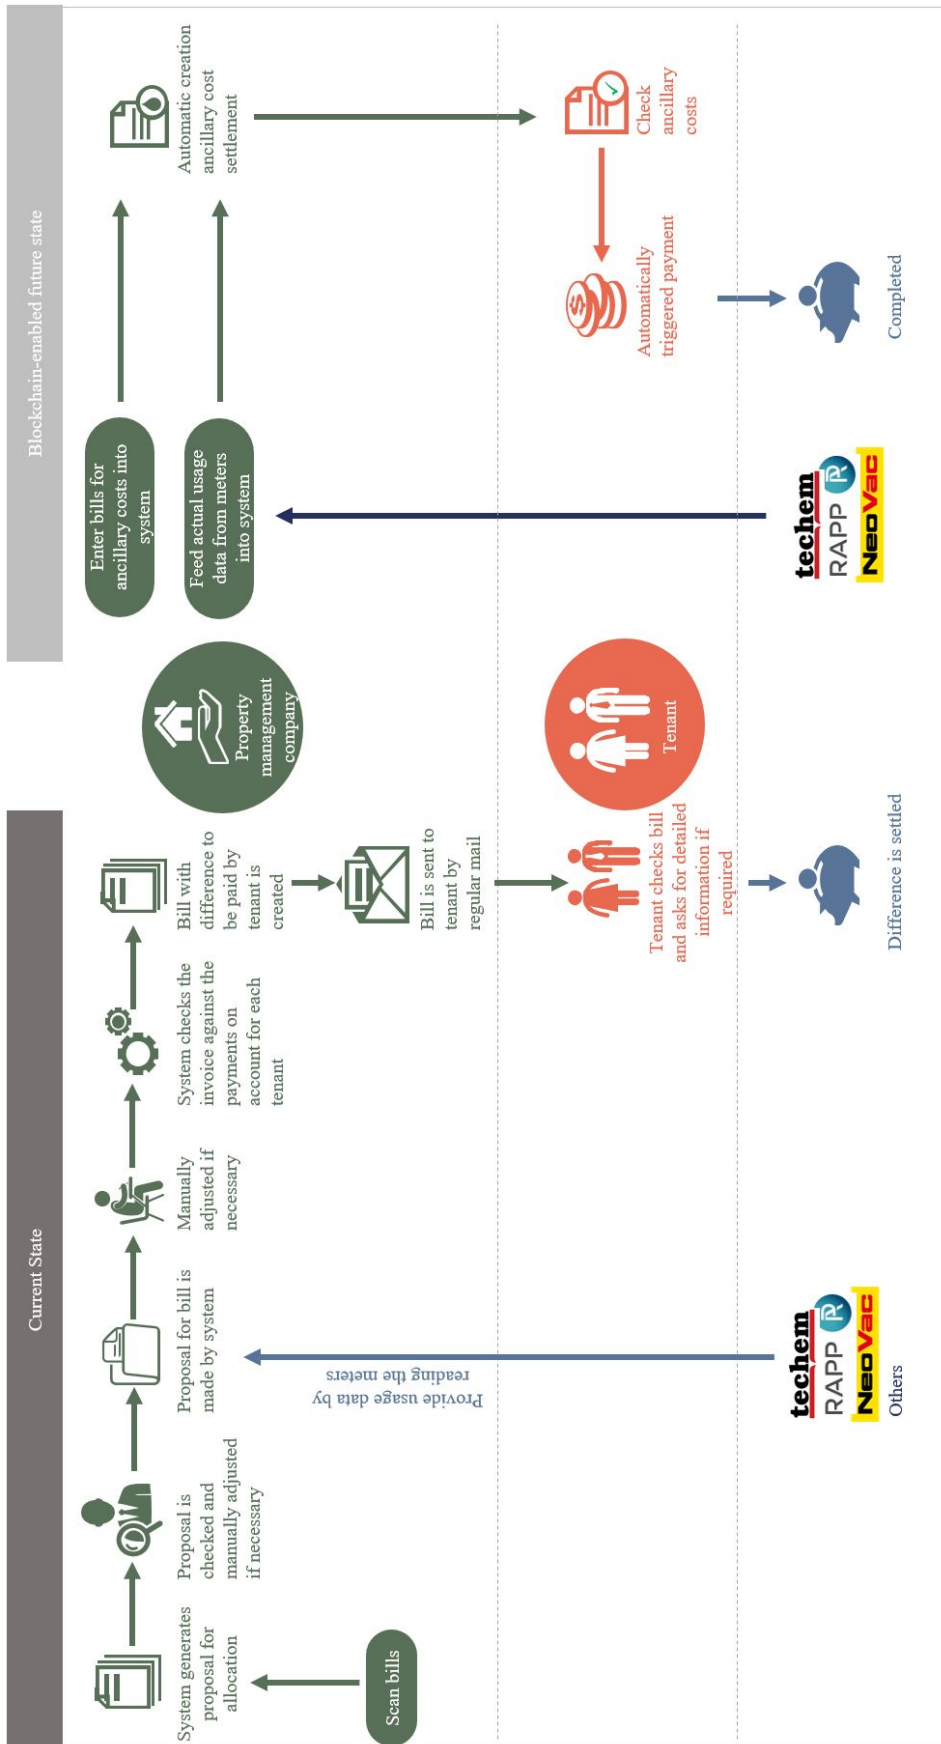 Current State
Blockchain-enabled future state
System generates
proposal for
allocation
Scan bills
Proposal is
checked and
manually adjusted
if necessary
Proposal for bill is
made by system
Provide usage data by
reading the meters
Manually
adjusted if
necessary
System checks the
invoice against the
payments on
account for each
tenant
Bill with
difference to
be paid by
tenant is
created
Bill is sent to
tenant by
regular mail
Tenant checks bill
and asks for detailed
information if
required
Difference is settled
techem
RAPP R
NeoVac
Others
Property
management
company
Tenant
Enter bills for
ancillary costs into
system
Feed actual usage
data from meters
into system
Automatic creation
ancillary cost
settlement
Check
ancillary
costs
$
Automatically
triggered payment
Completed
techem
RAPP R
NeoVac